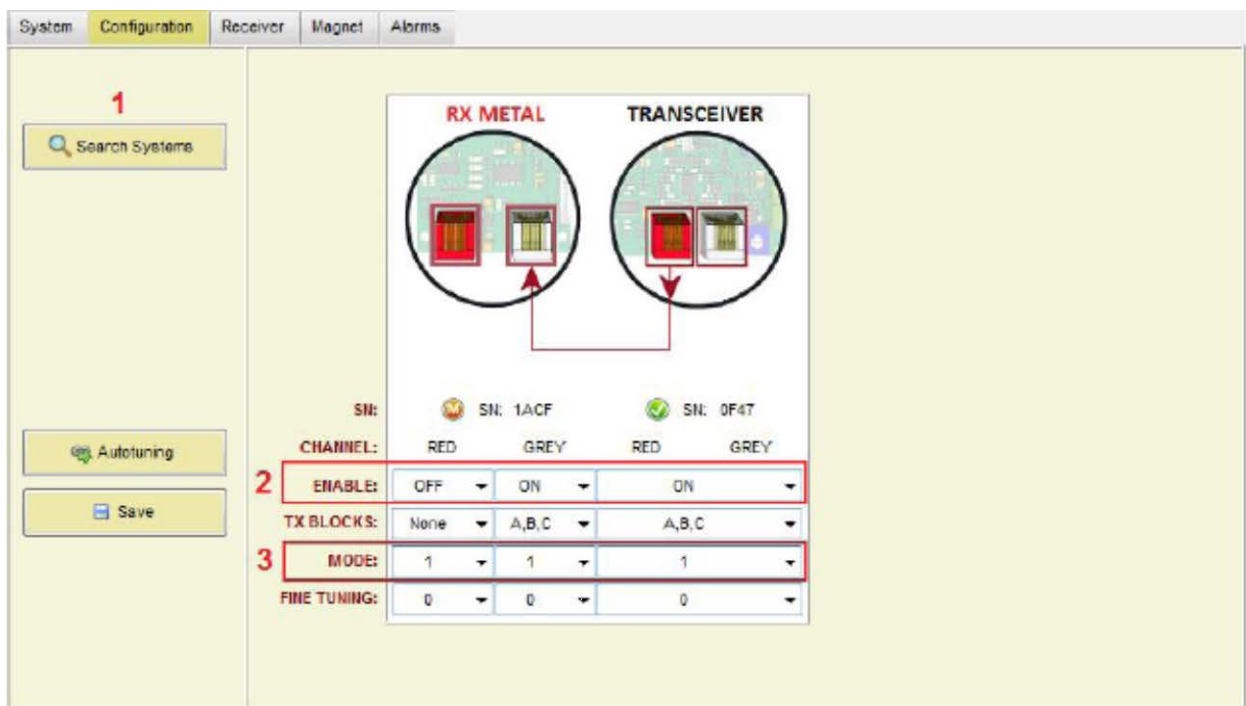 System Configuration Receiver Magnet Alarms
1
Search Systems
RX METAL TRANSCEIVER
SN: SN: 1ACF SN: 0F47
CHANNEL: RED GREY RED GREY
Autotuning
2 ENABLE: OFF ON ON
Save
TX BLOCKS: None A,B,C A,B,C
3 MODE: 1 1 1
FINE TUNING: 0 0 0